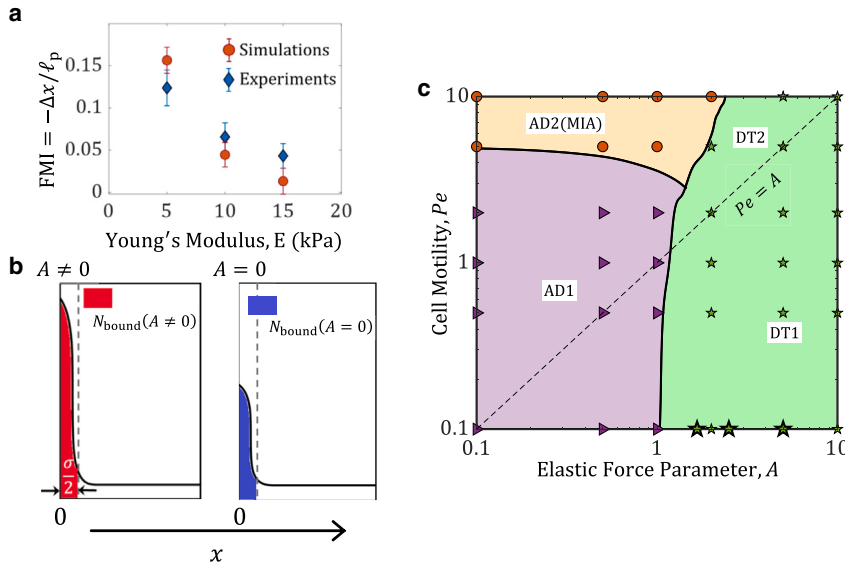 a
FMI = −Δx/ℓp
0.15
0.1
0.05
0
0
5
10
15
20
Young's Modulus, E (kPa)
Simulations
Experiments
b
A ≠ 0
A = 0
Nbound(A ≠ 0)
Nbound(A = 0)
σ
2
0
0
x
c
Cell Motility, Pe
10
1
0.1
AD2(MIA)
DT2
Pe = A
AD1
DT1
0.1
1
10
Elastic Force Parameter, A